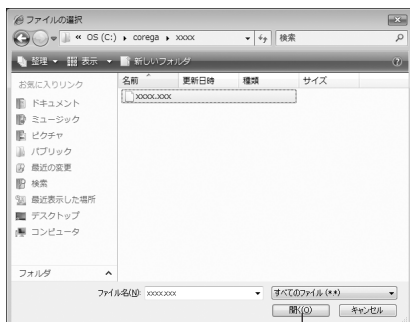 ファイルの選択
« OS (C:) ▸ corega ▸ xxxx 検索
整理 表示 新しいフォルダ
お気に入りリンク
ドキュメント
ミュージック
ピクチャ
パブリック
最近の変更
検索
最近表示した場所
デスクトップ
コンピュータ
フォルダ
名前 更新日時 種類 サイズ
xxxx.xxx
ファイル名(N): xxxx.xxx すべてのファイル (*.*)
開く(O) キャンセル